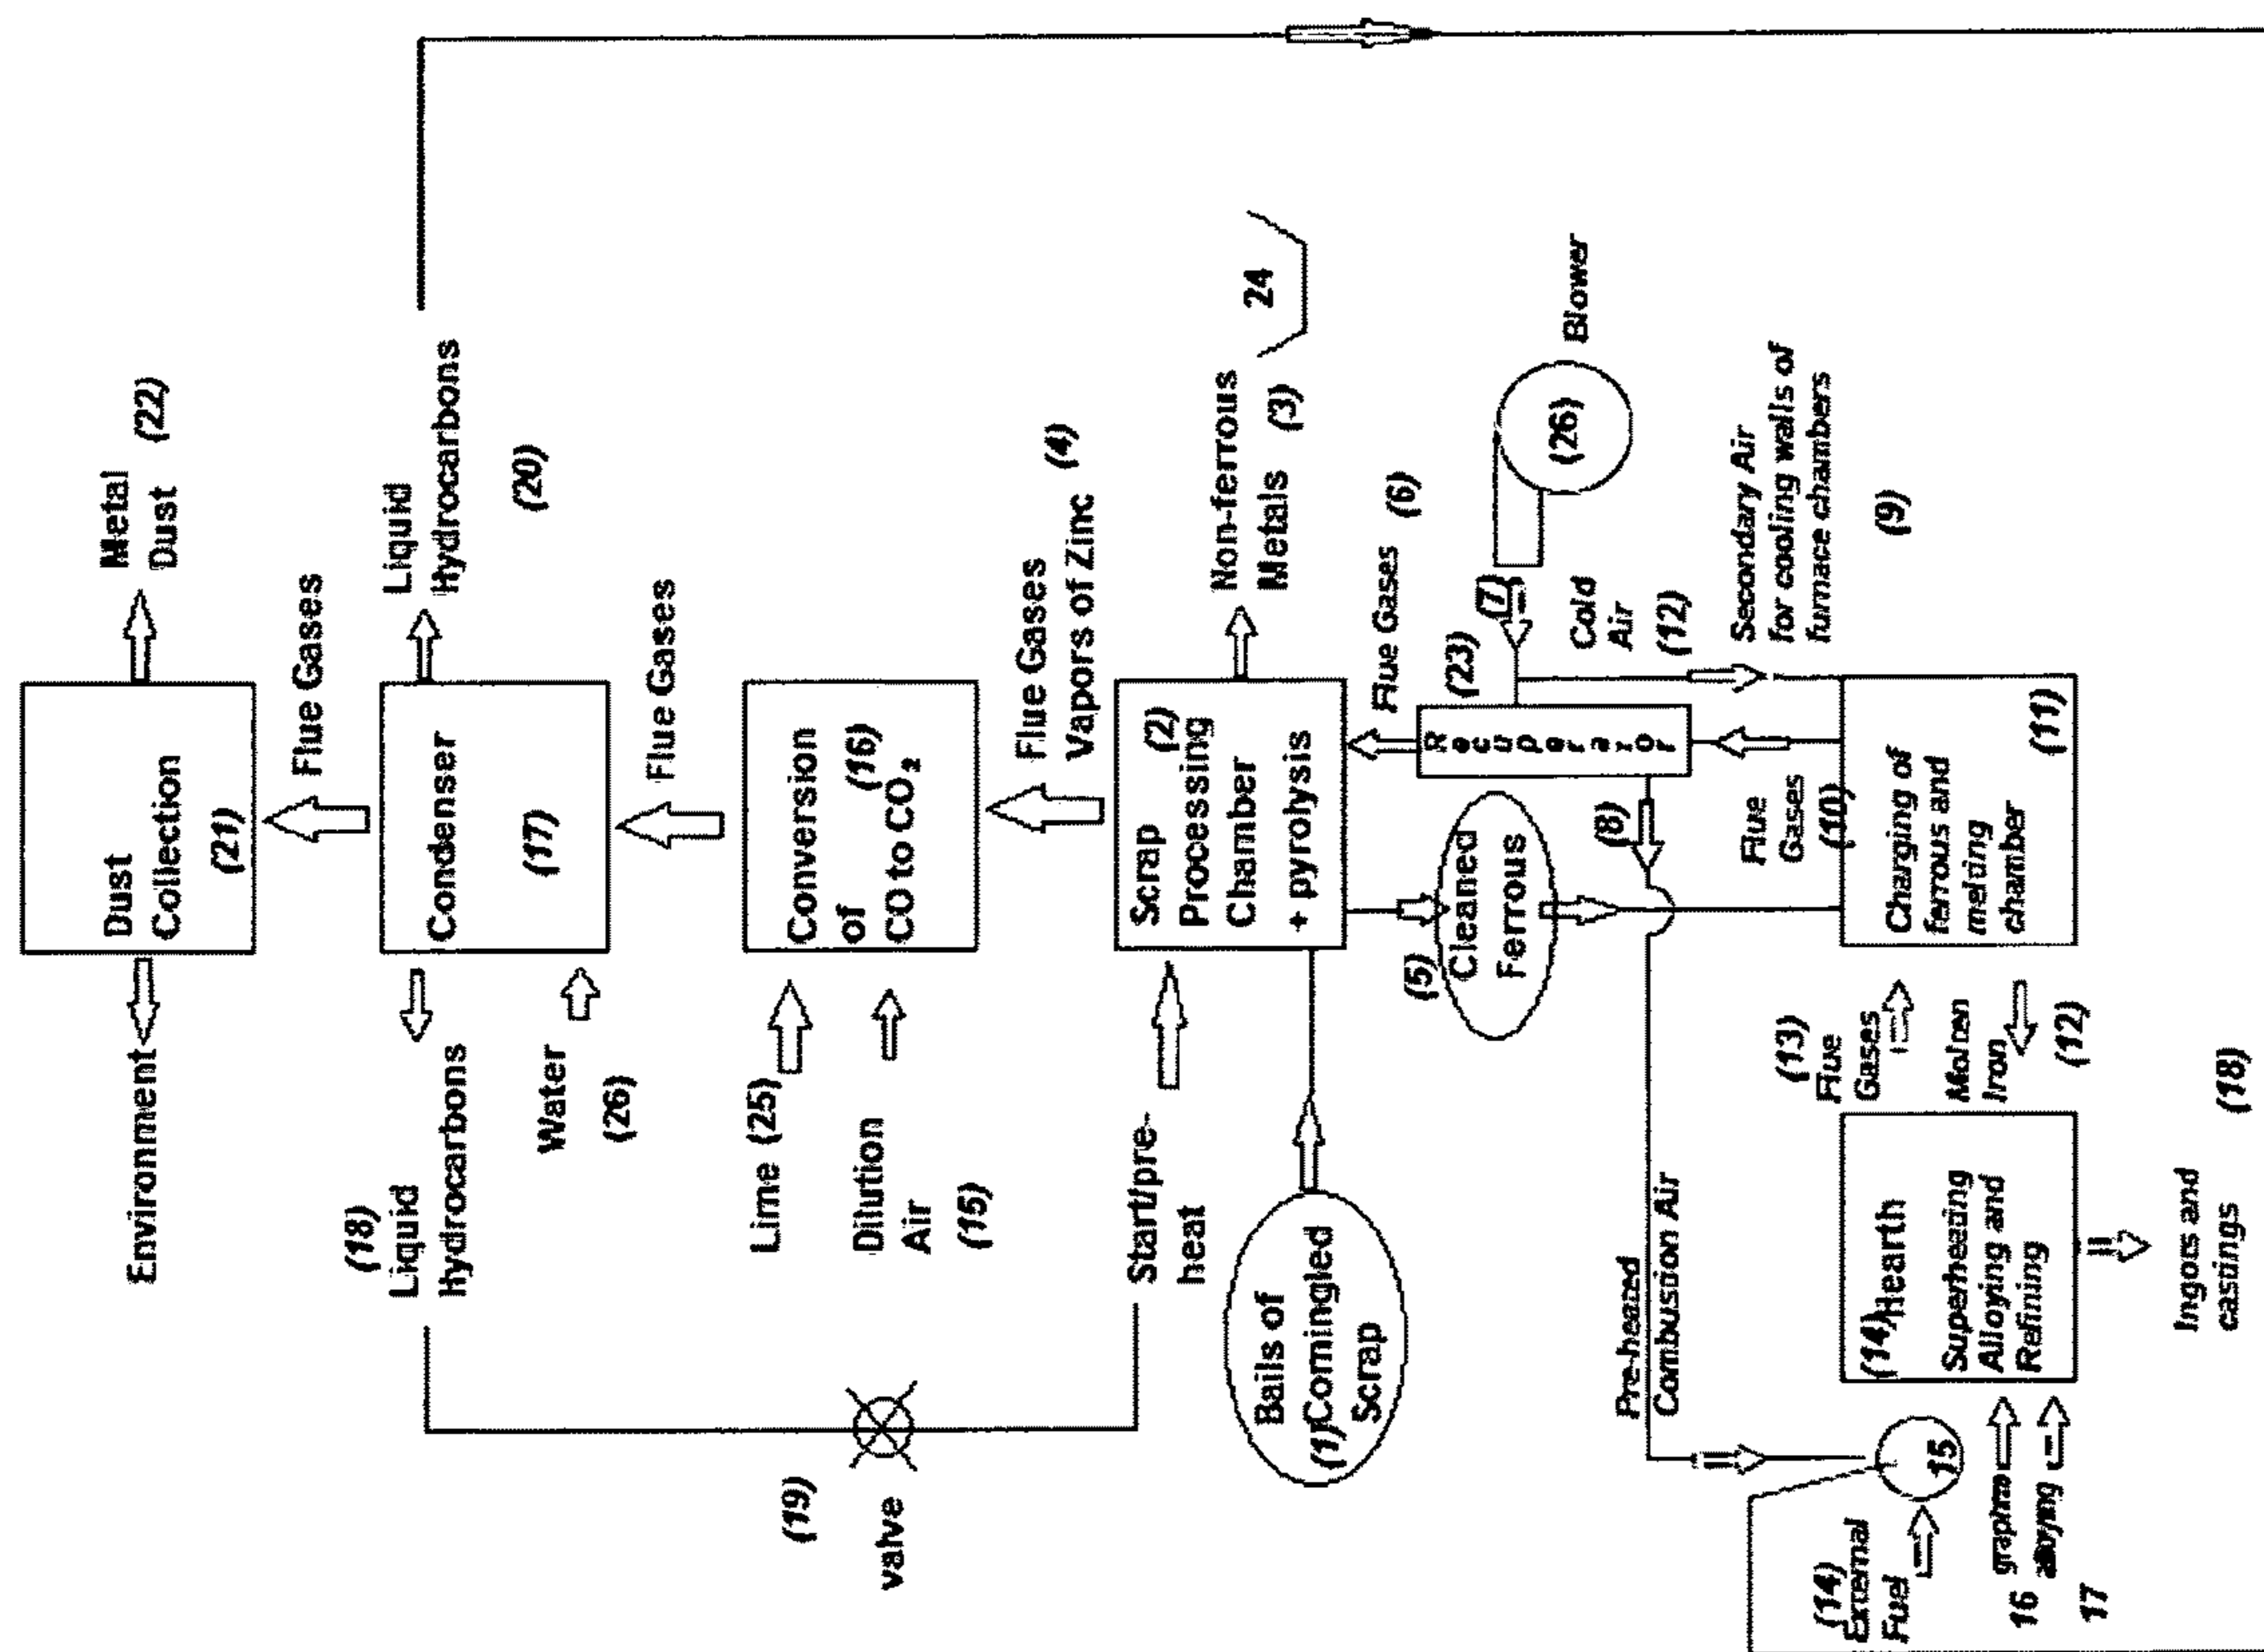 Metal
Dust (22)
Dust
Collection
(21)
Environment
Flue Gases
Liquid
Hydrocarbons
(20)
Condenser
(17)
(18)
Liquid
Hydrocarbons
Water
(26)
Flue Gases
Conversion
of (16)
CO to CO₂
Lime (25)
Dilution
Air
(15)
(19)
valve
Flue Gases
Vapors of Zinc (4)
Scrap
Processing (2)
Chamber
+ pyrolysis
Start/pre-
heat
Non-ferrous
Metals (3)
24
Bails of
(1) Comingled
Scrap
(5) Cleaned
Ferrous
Flue Gases (6)
(23)
Recuperator
(7)
(26)
Blower
Cold
Air
(12)
Secondary Air
for cooling walls of
furnace chambers
(9)
(8)
Flue
Gases
(10)
Pre-heated
Combustion Air
Charging of
ferrous and
melting
chamber
(11)
(13)
Flue
Gases
Molten
Iron
(12)
(14) Hearth
Superheating
Alloying and
Refining
(18)
Ingots and
castings
15
(14)
External
Fuel
16 graphite
17 alloying